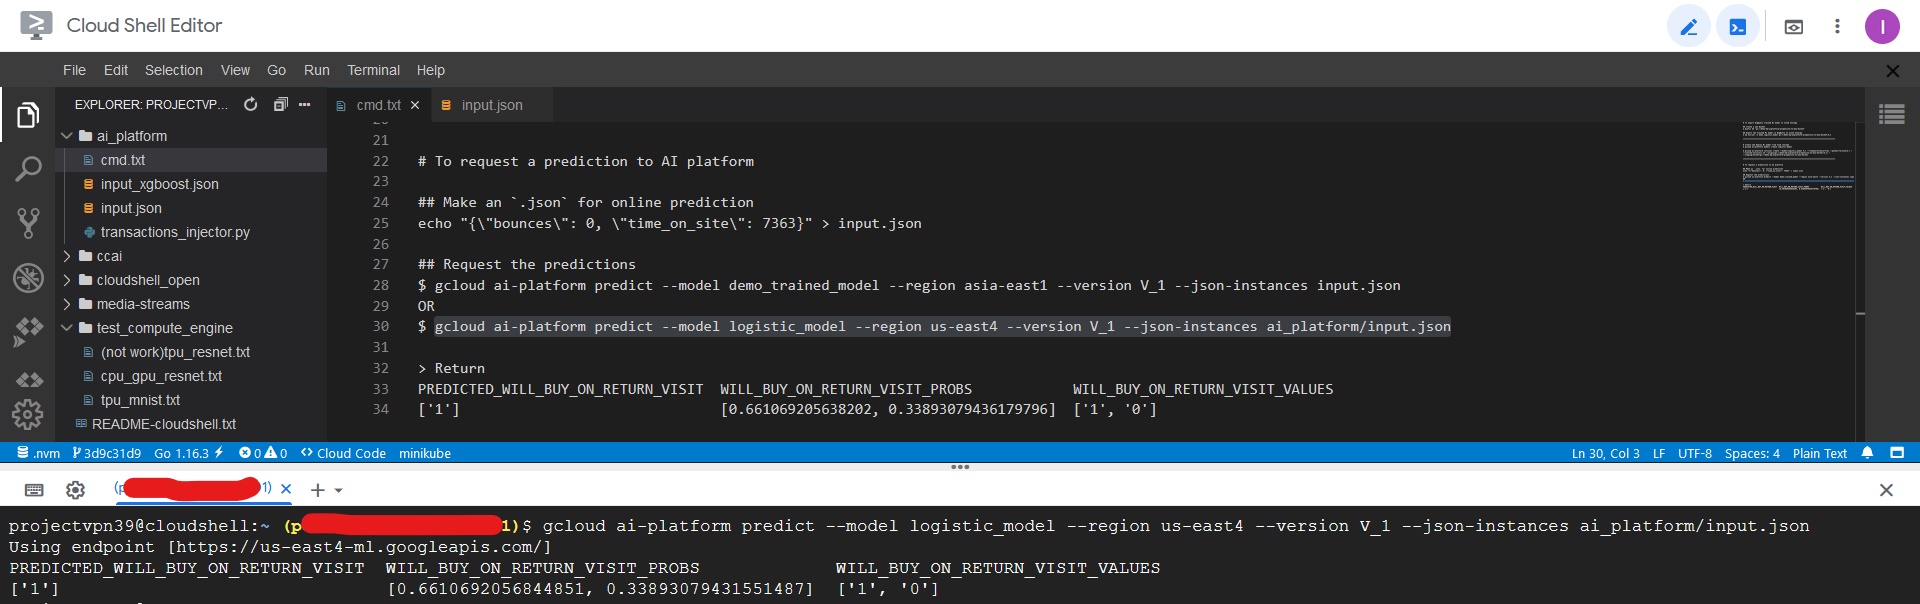 Cloud Shell Editor
I
File Edit Selection View Go Run Terminal Help
EXPLORER: PROJECTVP...
cmd.txt
input.json
ai_platform
cmd.txt
input_xgboost.json
input.json
transactions_injector.py
ccai
cloudshell_open
media-streams
test_compute_engine
(not work)tpu_resnet.txt
cpu_gpu_resnet.txt
tpu_mnist.txt
README-cloudshell.txt
21
22 # To request a prediction to AI platform
23
24 ## Make an `.json` for online prediction
25 echo "{\"bounces\": 0, \"time_on_site\": 7363}" > input.json
26
27 ## Request the predictions
28 $ gcloud ai-platform predict --model demo_trained_model --region asia-east1 --version V_1 --json-instances input.json
29 OR
30 $ gcloud ai-platform predict --model logistic_model --region us-east4 --version V_1 --json-instances ai_platform/input.json
31
32 > Return
33 PREDICTED_WILL_BUY_ON_RETURN_VISIT WILL_BUY_ON_RETURN_VISIT_PROBS WILL_BUY_ON_RETURN_VISIT_VALUES
34 ['1'] [0.661069205638202, 0.33893079436179796] ['1', '0']
.nvm 3d9c31d9 Go 1.16.3 0 0 Cloud Code minikube Ln 30, Col 3 LF UTF-8 Spaces: 4 Plain Text
(p 1)
projectvpn39@cloudshell:~ (p 1)$ gcloud ai-platform predict --model logistic_model --region us-east4 --version V_1 --json-instances ai_platform/input.json
Using endpoint [https://us-east4-ml.googleapis.com/]
PREDICTED_WILL_BUY_ON_RETURN_VISIT WILL_BUY_ON_RETURN_VISIT_PROBS WILL_BUY_ON_RETURN_VISIT_VALUES
['1'] [0.6610692056844851, 0.33893079431551487] ['1', '0']